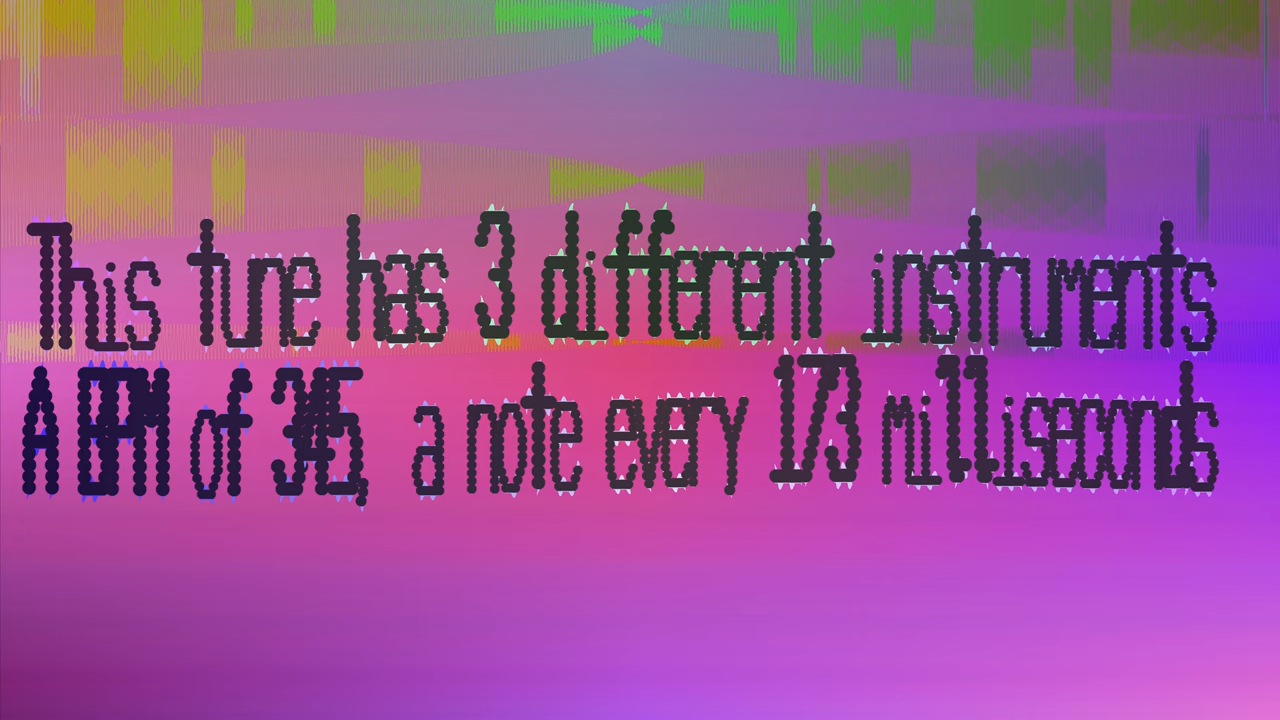 This tune has 3 different instruments
A BPM of 345, a note every 173 milliseconds